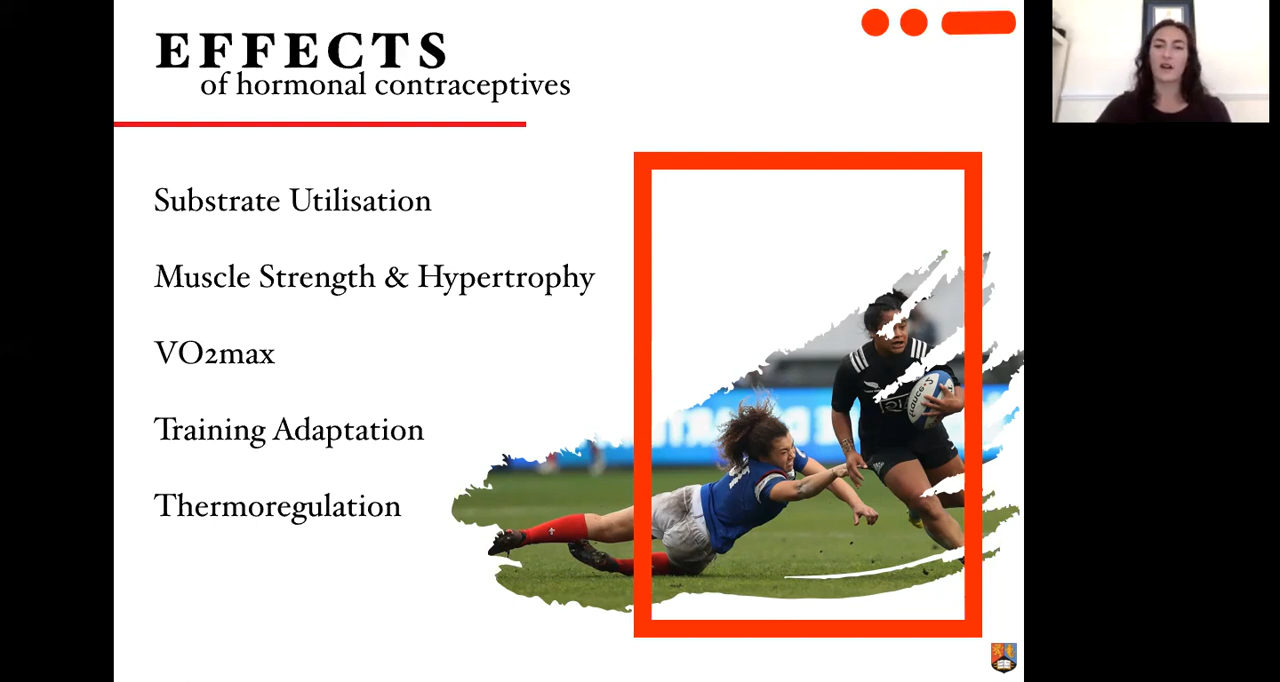 EFFECTS
of hormonal contraceptives
Substrate Utilisation
Muscle Strength & Hypertrophy
VO2max
Training Adaptation
Thermoregulation